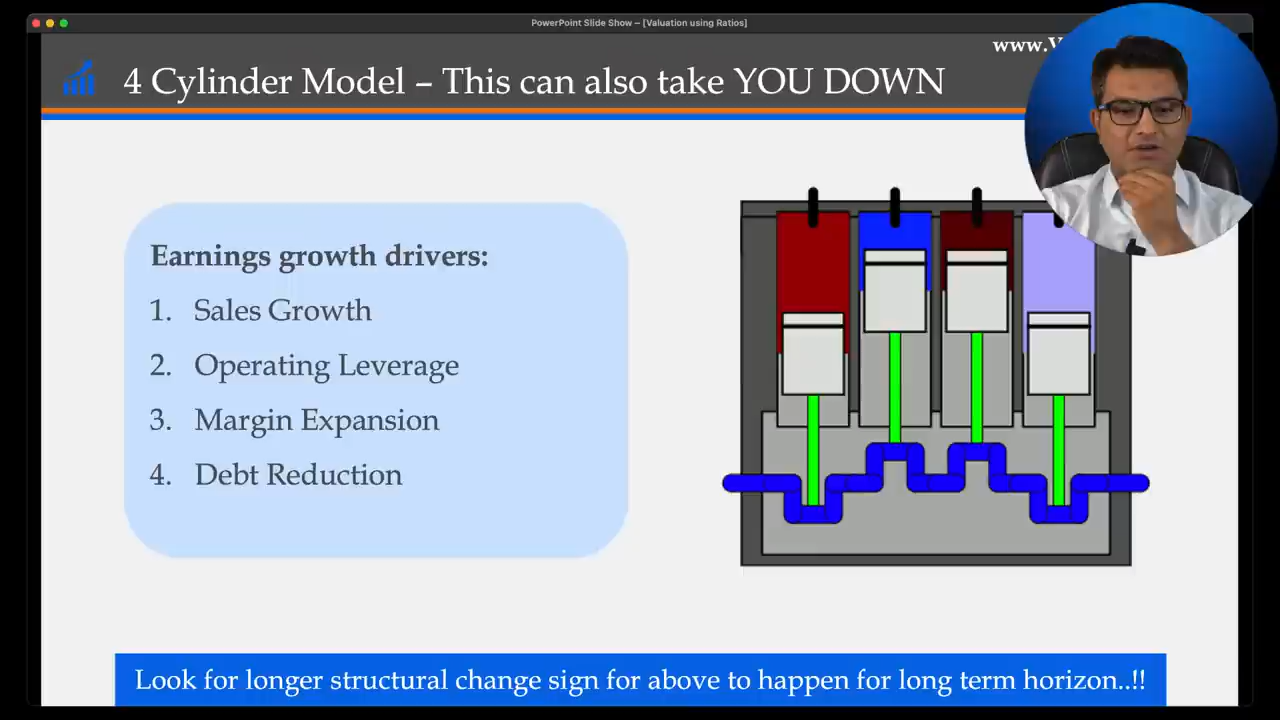 PowerPoint Slide Show – [Valuation using Ratios]
4 Cylinder Model – This can also take YOU DOWN
Earnings growth drivers:
1. Sales Growth
2. Operating Leverage
3. Margin Expansion
4. Debt Reduction
Look for longer structural change sign for above to happen for long term horizon..!!